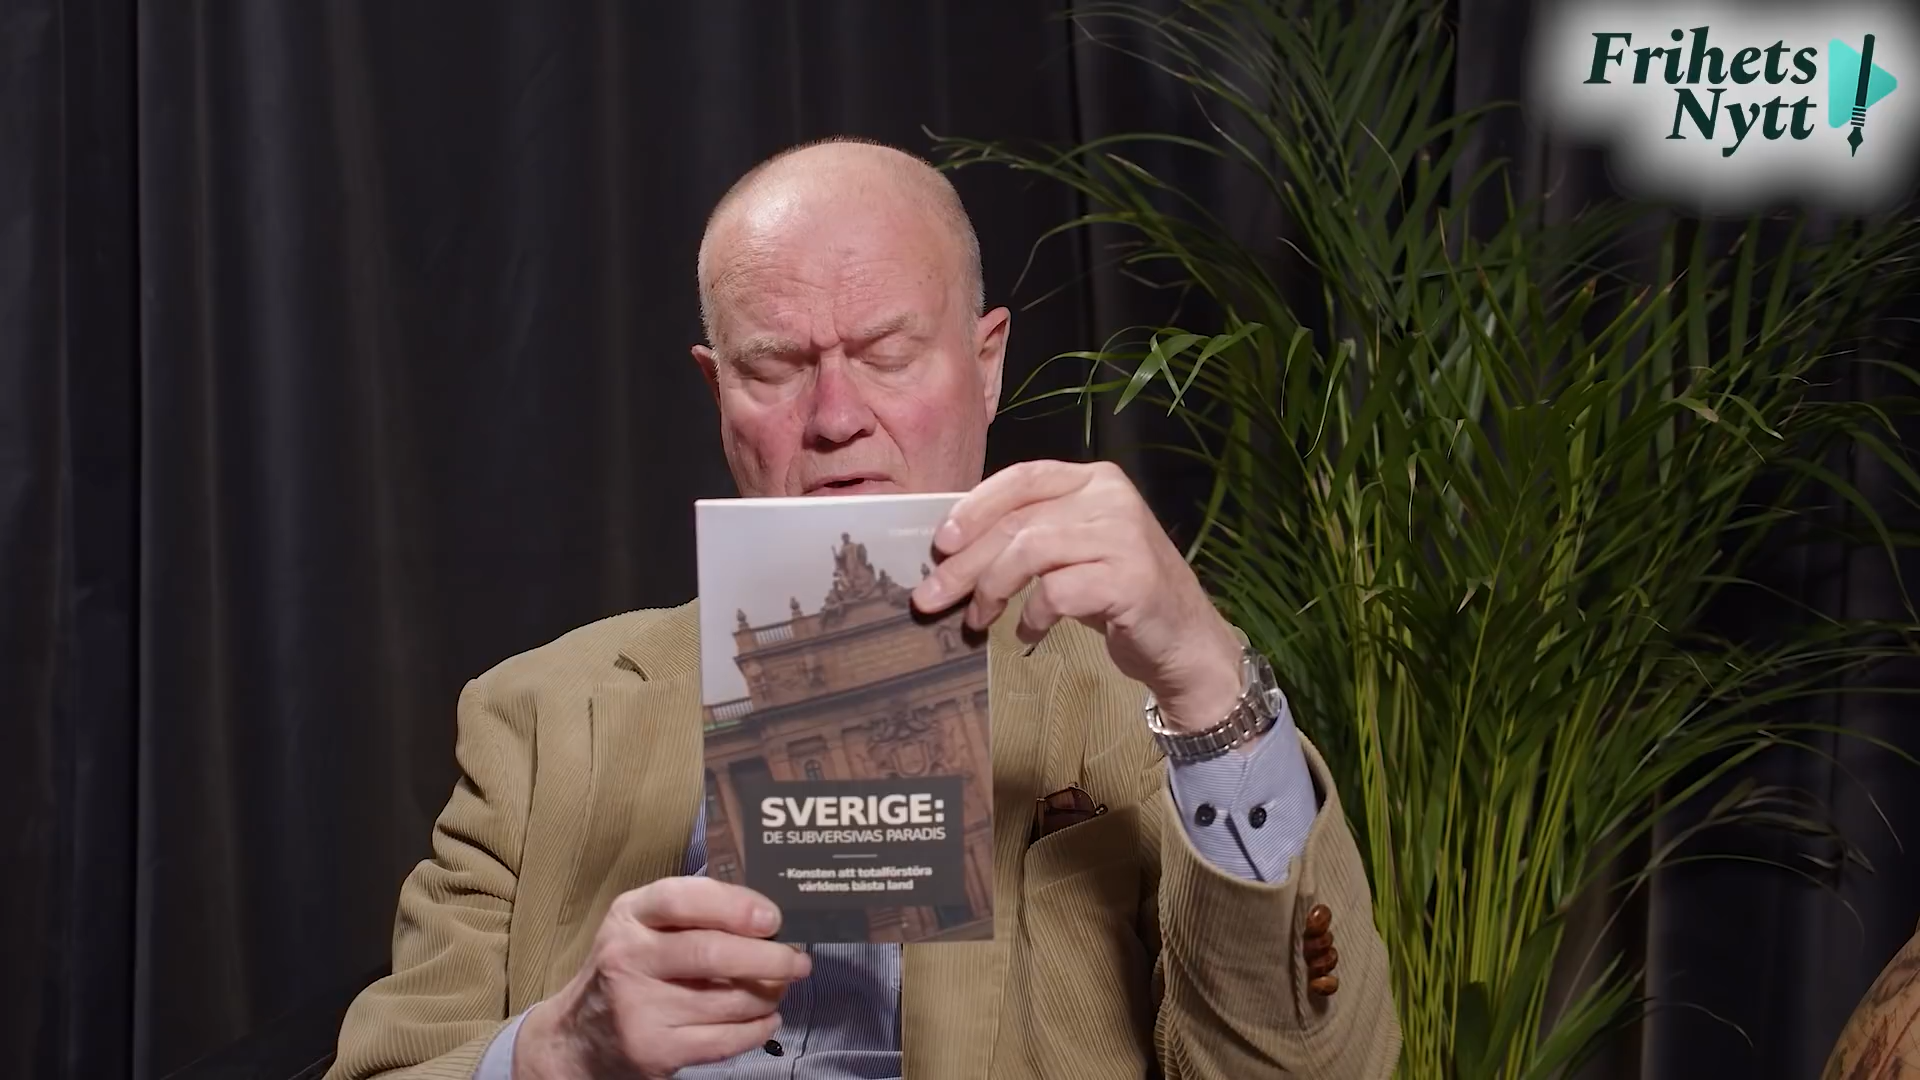 Frihets
Nytt
SVERIGE:
DE SUBVERSIVAS PARADIS
- Konsten att totalförstöra
världens bästa land